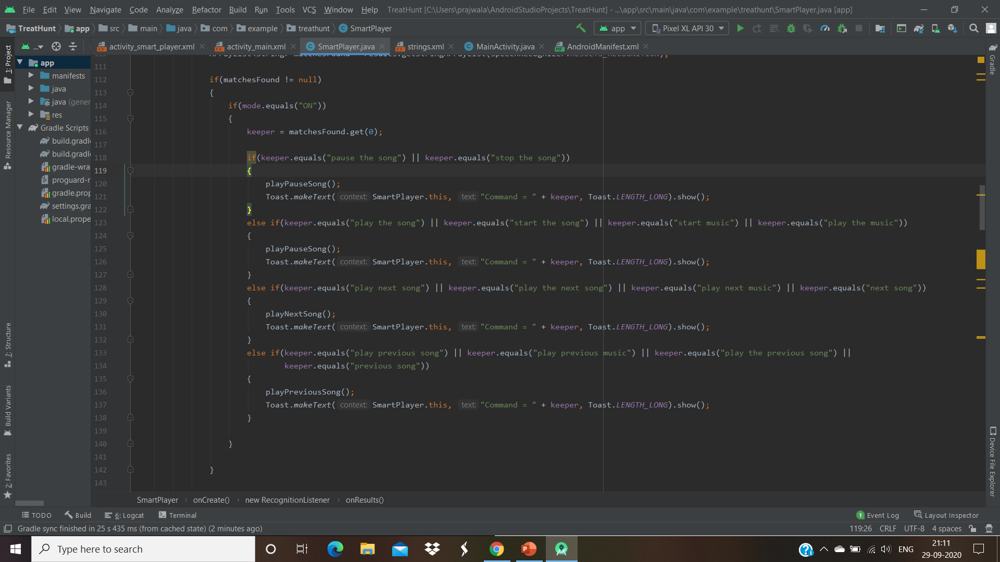 File Edit View Navigate Code Analyze Refactor Build Run Tools VCS Window Help TreatHunt [C:\Users\prajwala\AndroidStudioProjects\TreatHunt] - ...\app\src\main\java\com\example\treathunt\SmartPlayer.java [app]
TreatHunt app src main java com example treathunt SmartPlayer app Pixel XL API 30
... activity_smart_player.xml activity_main.xml SmartPlayer.java strings.xml MainActivity.java AndroidManifest.xml
1: Project
Resource Manager
7: Structure
Build Variants
2: Favorites
app
manifests
java
java (gener
res
Gradle Scripts
build.gradle
build.gradle
gradle-wra
proguard-r
gradle.prop
settings.gra
local.prope
111
112 if(matchesFound != null)
113 {
114 if(mode.equals("ON"))
115 {
116 keeper = matchesFound.get(0);
117
118 if(keeper.equals("pause the song") || keeper.equals("stop the song"))
119 {
120 playPauseSong();
121 Toast.makeText( context: SmartPlayer.this, text: "Command = " + keeper, Toast.LENGTH_LONG).show();
122 }
123 else if(keeper.equals("play the song") || keeper.equals("start the song") || keeper.equals("start music") || keeper.equals("play the music"))
124 {
125 playPauseSong();
126 Toast.makeText( context: SmartPlayer.this, text: "Command = " + keeper, Toast.LENGTH_LONG).show();
127 }
128 else if(keeper.equals("play next song") || keeper.equals("play the next song") || keeper.equals("play next music") || keeper.equals("next song"))
129 {
130 playNextSong();
131 Toast.makeText( context: SmartPlayer.this, text: "Command = " + keeper, Toast.LENGTH_LONG).show();
132 }
133 else if(keeper.equals("play previous song") || keeper.equals("play previous music") || keeper.equals("play the previous song") ||
134 keeper.equals("previous song"))
135 {
136 playPreviousSong();
137 Toast.makeText( context: SmartPlayer.this, text: "Command = " + keeper, Toast.LENGTH_LONG).show();
138 }
139
140 }
141
142 }
143
Gradle
Device File Explorer
SmartPlayer onCreate() new RecognitionListener onResults()
TODO Build 6: Logcat Terminal 1 Event Log Layout Inspector
Gradle sync finished in 25 s 435 ms (from cached state) (2 minutes ago) 119:26 CRLF UTF-8 4 spaces
Type here to search ENG 21:11
29-09-2020